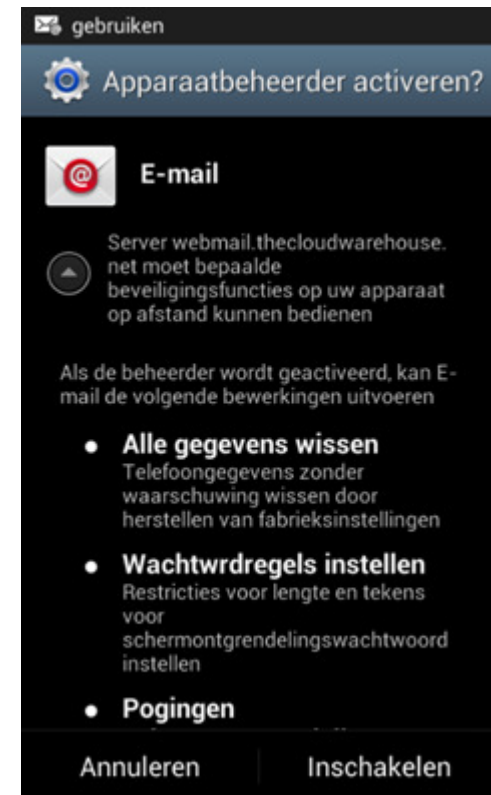 gebruiken
Apparaatbeheerder activeren?
E-mail
Server webmail.thecloudwarehouse.
net moet bepaalde
beveiligingsfuncties op uw apparaat
op afstand kunnen bedienen
Als de beheerder wordt geactiveerd, kan E-
mail de volgende bewerkingen uitvoeren
Alle gegevens wissen
Telefoongegevens zonder
waarschuwing wissen door
herstellen van fabrieksinstellingen
Wachtwrdregels instellen
Restricties voor lengte en tekens
voor
schermontgrendelingswachtwoord
instellen
Pogingen
Annuleren
Inschakelen